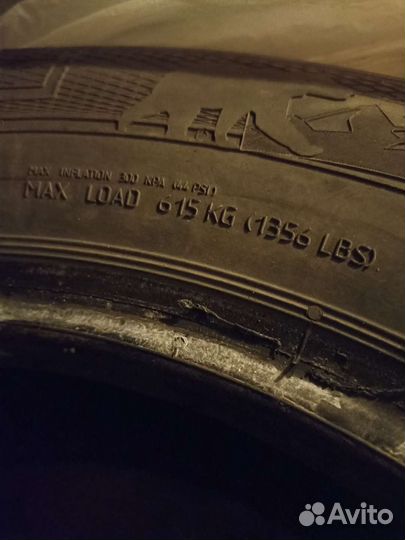 MAX INFLATION 300 KPA (44 PSI)
MAX LOAD 615 KG (1356 LBS)
Avito